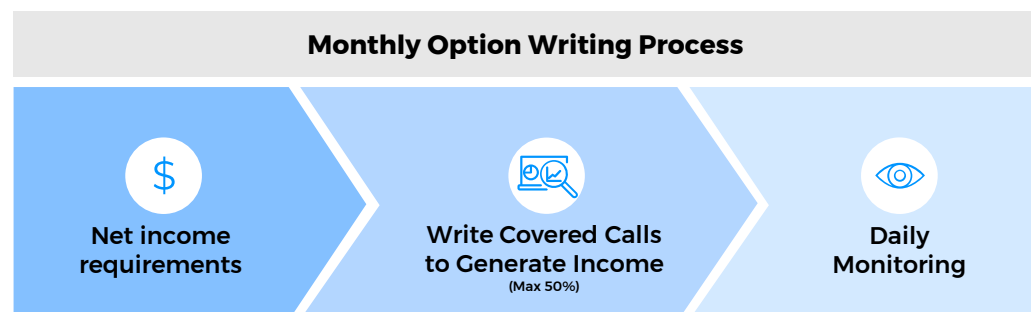 Monthly Option Writing Process
$
Net income
requirements
Write Covered Calls
to Generate Income
(Max 50%)
Daily
Monitoring